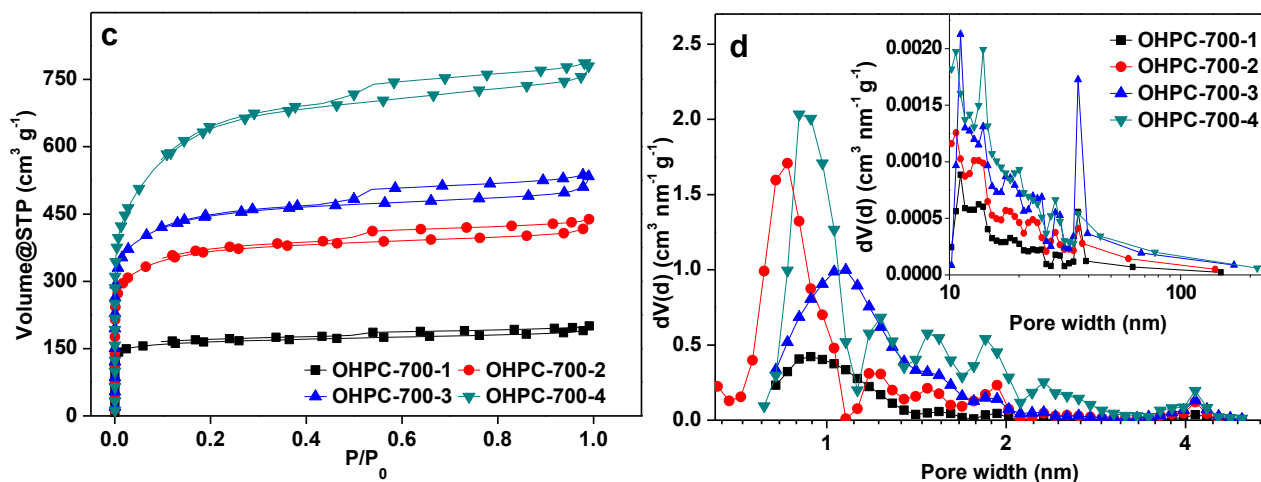 c
Volume@STP (cm³ g⁻¹)
750
600
450
300
150
0
0.0 0.2 0.4 0.6 0.8 1.0
P/P₀
OHPC-700-1 OHPC-700-2
OHPC-700-3 OHPC-700-4
d
dV(d) (cm³ nm⁻¹ g⁻¹)
2.5
2.0
1.5
1.0
0.5
0.0
1 2 4
Pore width (nm)
dV(d) (cm³ nm⁻¹ g⁻¹)
0.0020
0.0015
0.0010
0.0005
0.0000
10 100
Pore width (nm)
OHPC-700-1
OHPC-700-2
OHPC-700-3
OHPC-700-4